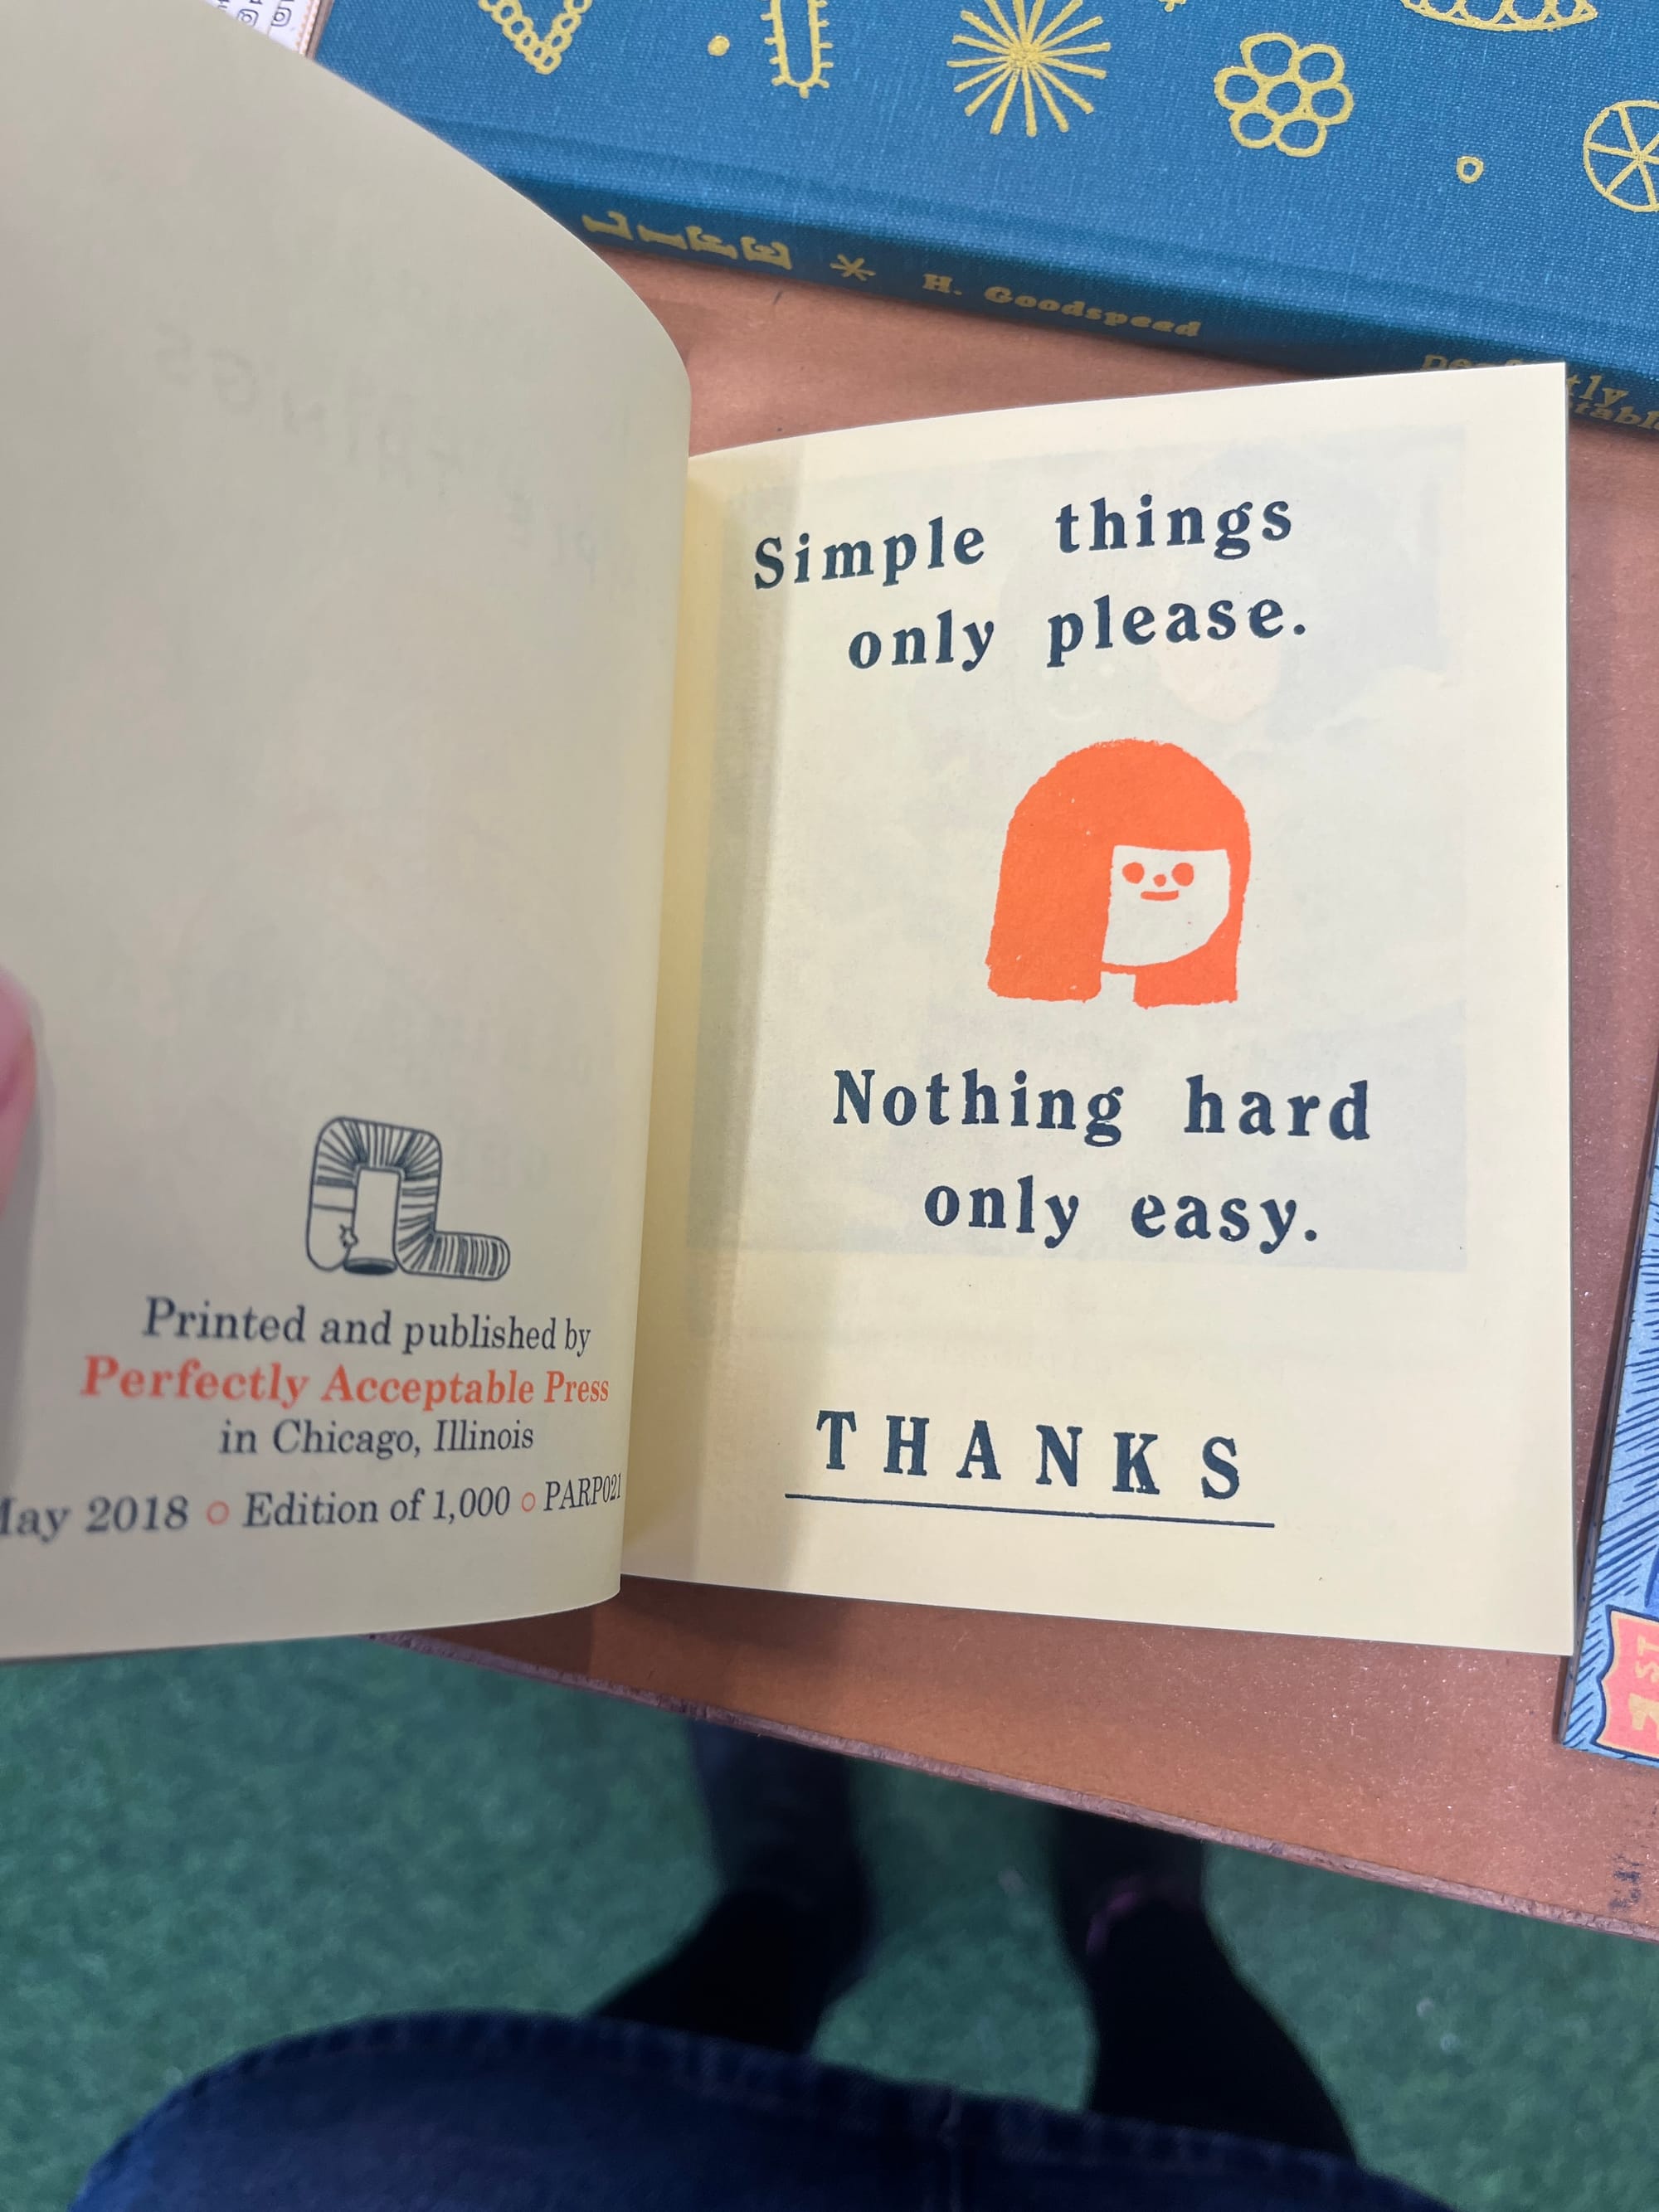 LIFE * H. Goodspeed
Printed and published by
Perfectly Acceptable Press
in Chicago, Illinois
May 2018 o Edition of 1,000 o PARP021
Simple things
only please.
Nothing hard
only easy.
THANKS
1ST